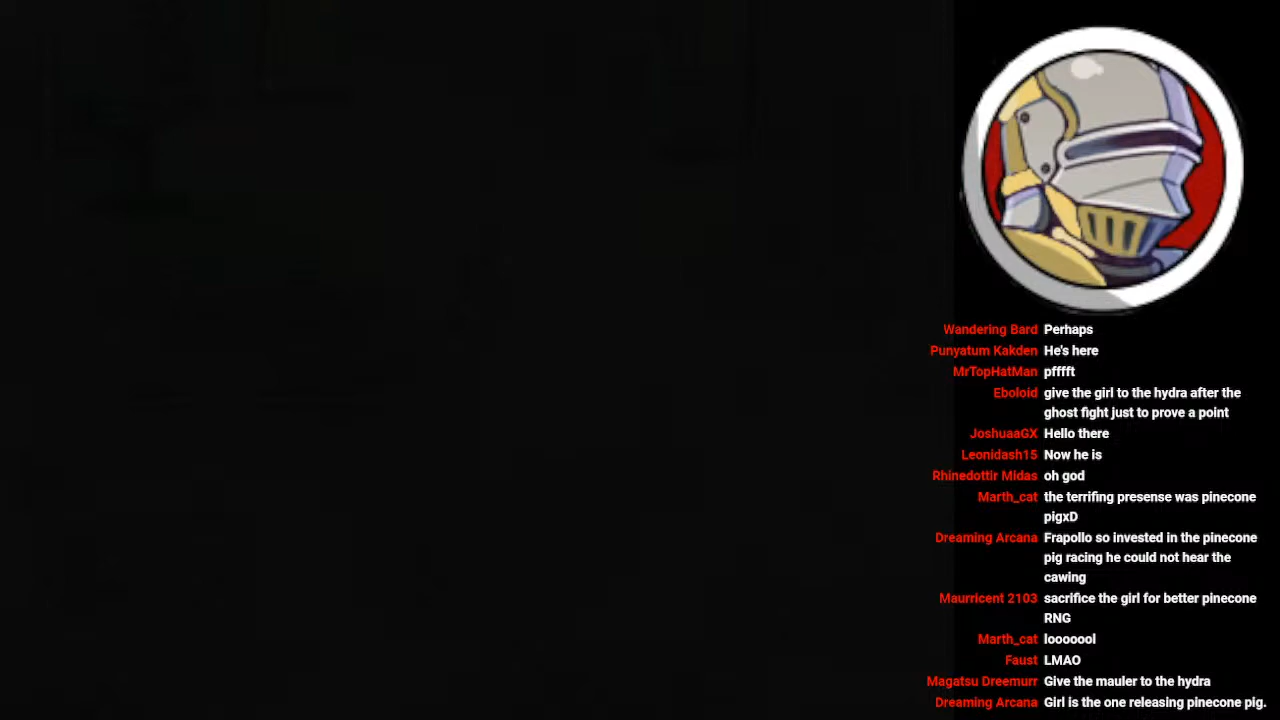 Wandering Bard Perhaps
Punyatum Kakden He's here
MrTopHatMan pfffft
Eboloid give the girl to the hydra after the
ghost fight just to prove a point
JoshuaaGX Hello there
Leonidash15 Now he is
Rhinedottir Midas oh god
Marth_cat the terrifing presense was pinecone
pigxD
Dreaming Arcana Frapollo so invested in the pinecone
pig racing he could not hear the
cawing
Maurricent 2103 sacrifice the girl for better pinecone
RNG
Marth_cat looooool
Faust LMAO
Magatsu Dreemurr Give the mauler to the hydra
Dreaming Arcana Girl is the one releasing pinecone pig.